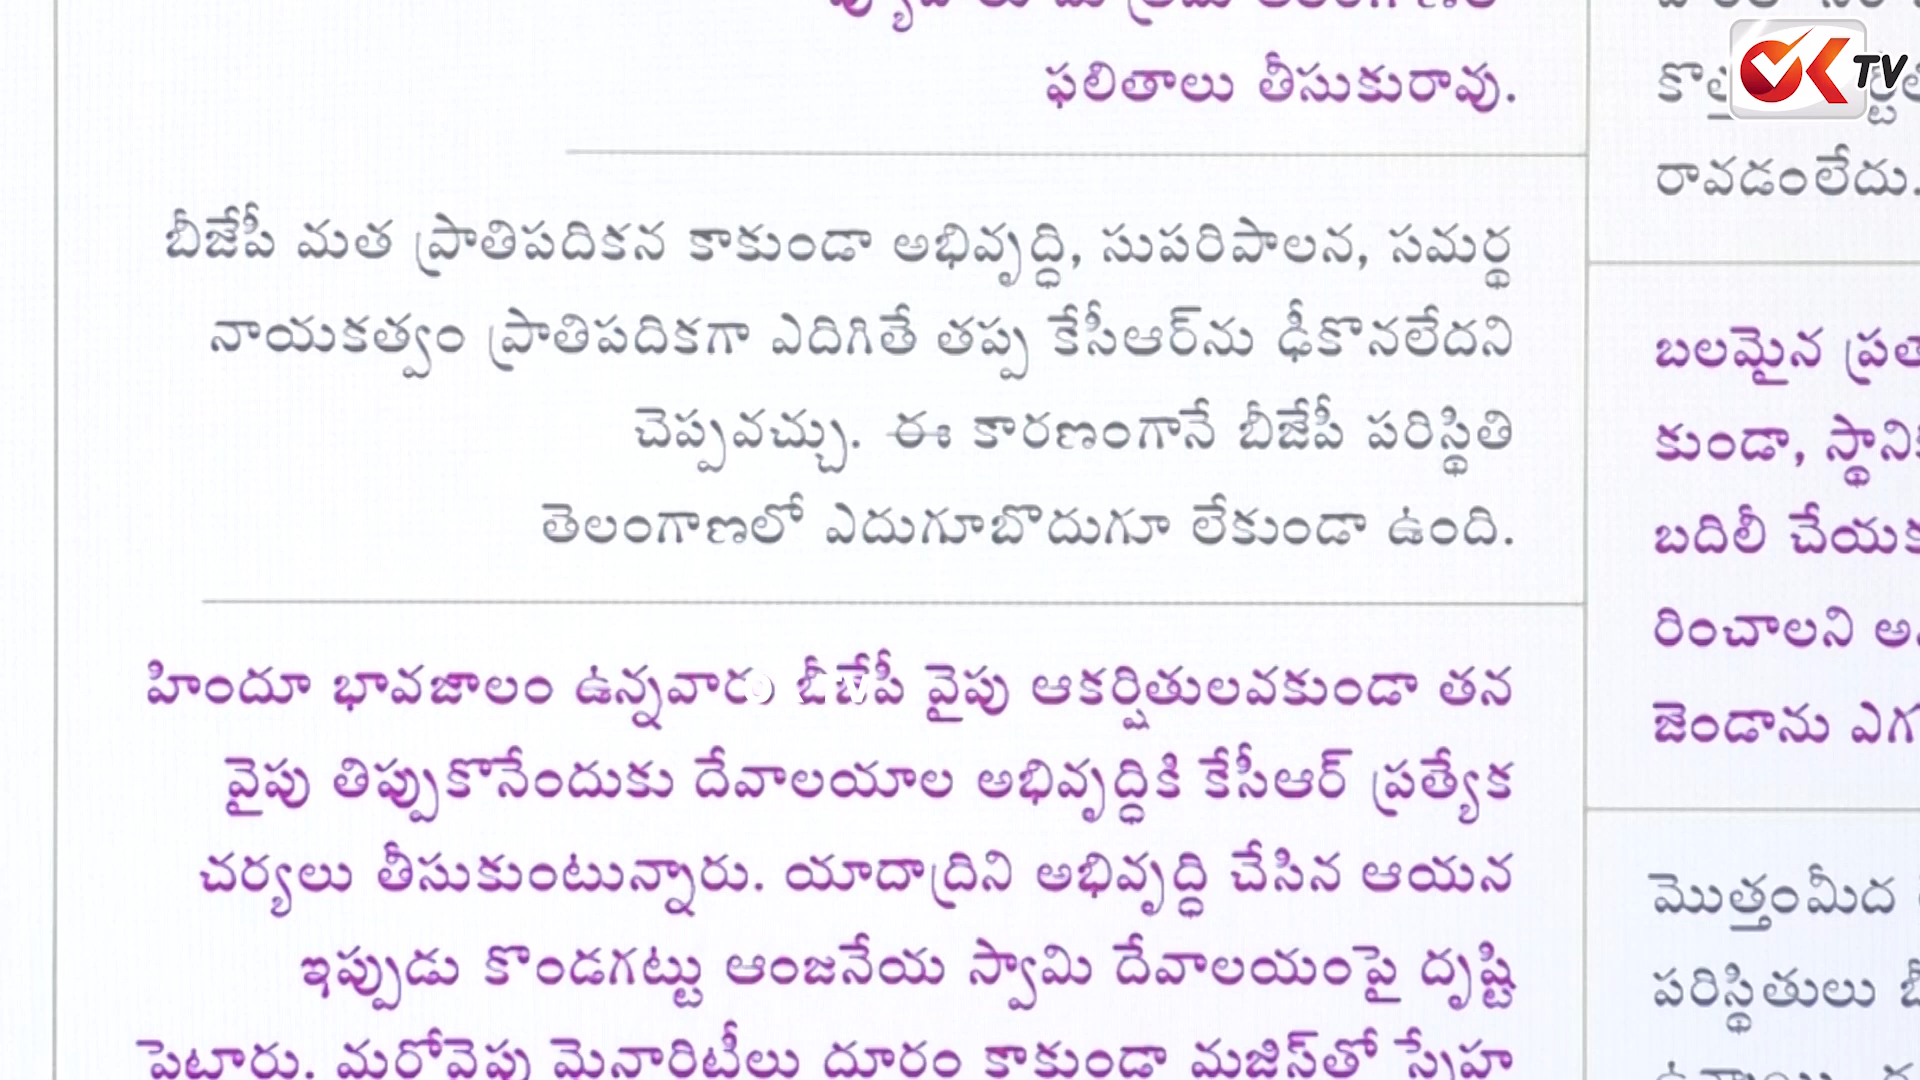 ఫలితాలు తీసుకురావు.
బీజేపీ మత ప్రాతిపదికన కాకుండా అభివృద్ధి, సుపరిపాలన, సమర్థ
నాయకత్వం ప్రాతిపదికగా ఎదిగితే తప్ప కేసీఆర్‌ను ఢీకొనలేదని
చెప్పవచ్చు. ఈ కారణంగానే బీజేపీ పరిస్థితి
తెలంగాణలో ఎదుగూబొదుగూ లేకుండా ఉంది.
హిందూ భావజాలం ఉన్నవారు బీజేపీ వైపు ఆకర్షితులవకుండా తన
వైపు తిప్పుకొనేందుకు దేవాలయాల అభివృద్ధికి కేసీఆర్ ప్రత్యేక
చర్యలు తీసుకుంటున్నారు. యాదాద్రిని అభివృద్ధి చేసిన ఆయన
ఇప్పుడు కొండగట్టు ఆంజనేయ స్వామి దేవాలయంపై దృష్టి
పెటారు. మరోవైపు మైనారిటీలు దూరం కాకుండా మజ్లిస్‌తో స్నేహ
OK TV
రావడంలేదు.
బలమైన
కుండా,
బదిలీ
రించాలని
జెండాను
మొత్తంమీద
పరిస్థితులు